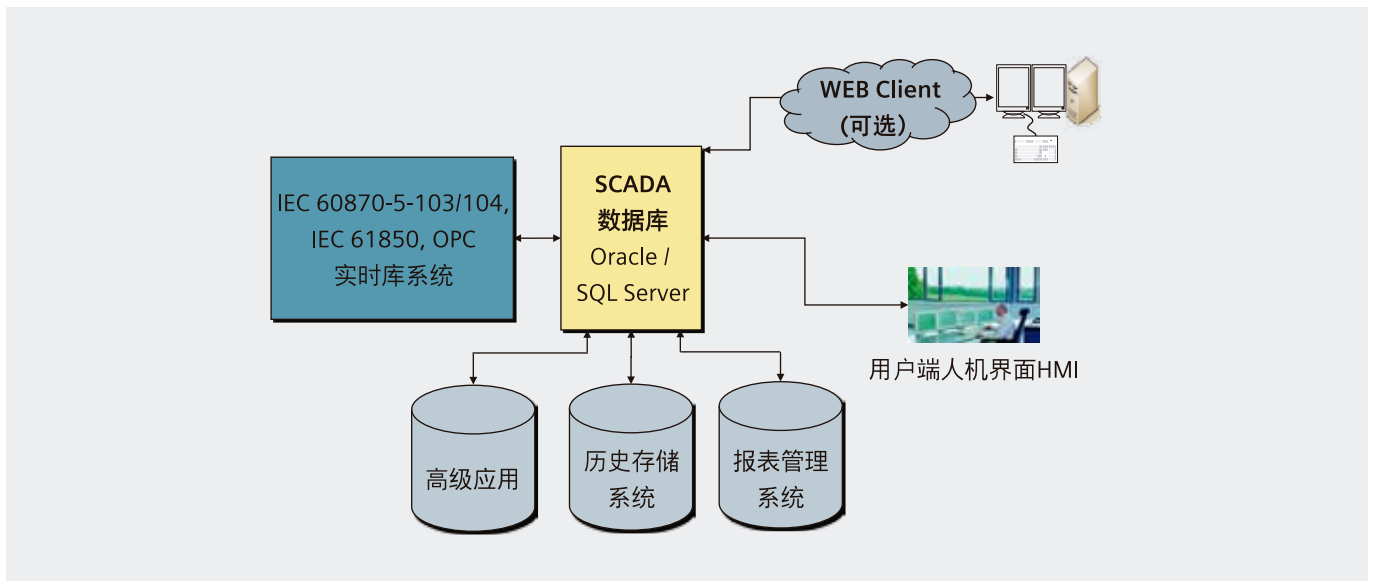 WEB Client
(可选)
IEC 60870-5-103/104,
IEC 61850, OPC
实时库系统
SCADA
数据库
Oracle /
SQL Server
用户端人机界面HMI
高级应用
历史存储
系统
报表管理
系统